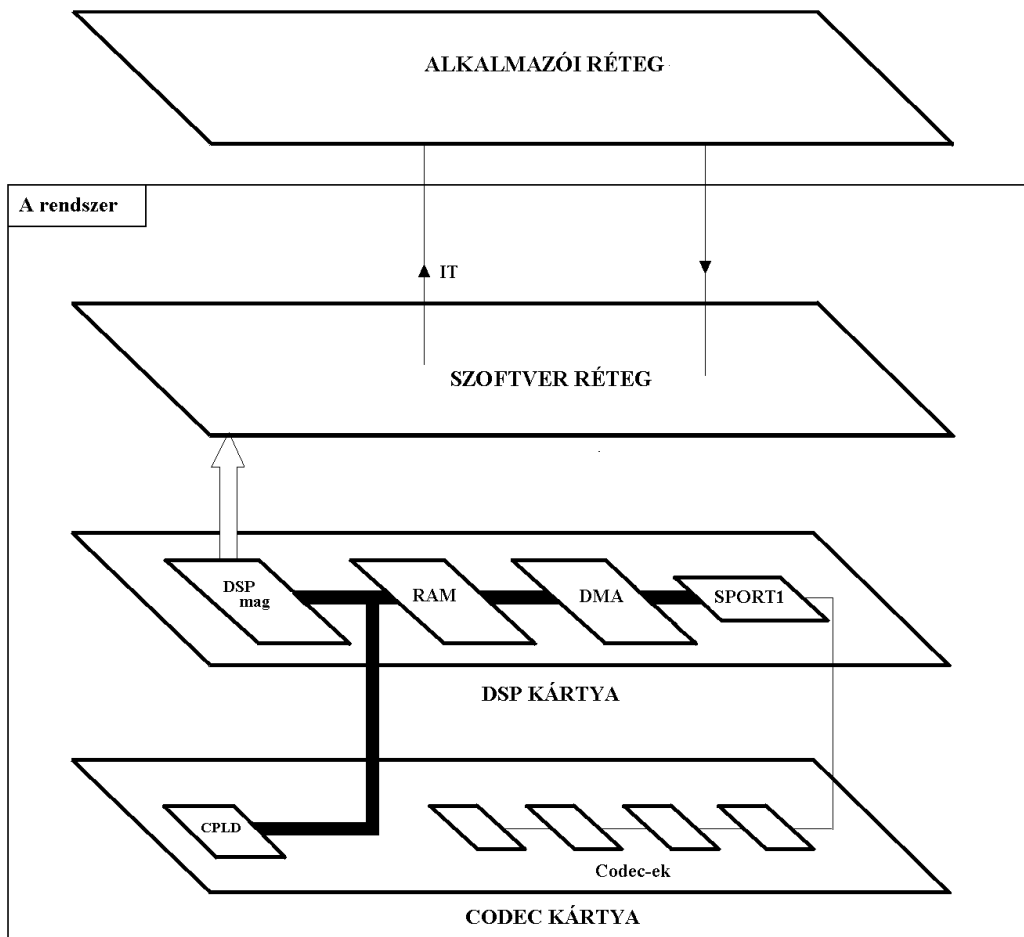 ALKALMAZÓI RÉTEG
A rendszer
IT
SZOFTVER RÉTEG
DSP
mag
RAM
DMA
SPORT1
DSP KÁRTYA
CPLD
Codec-ek
CODEC KÁRTYA